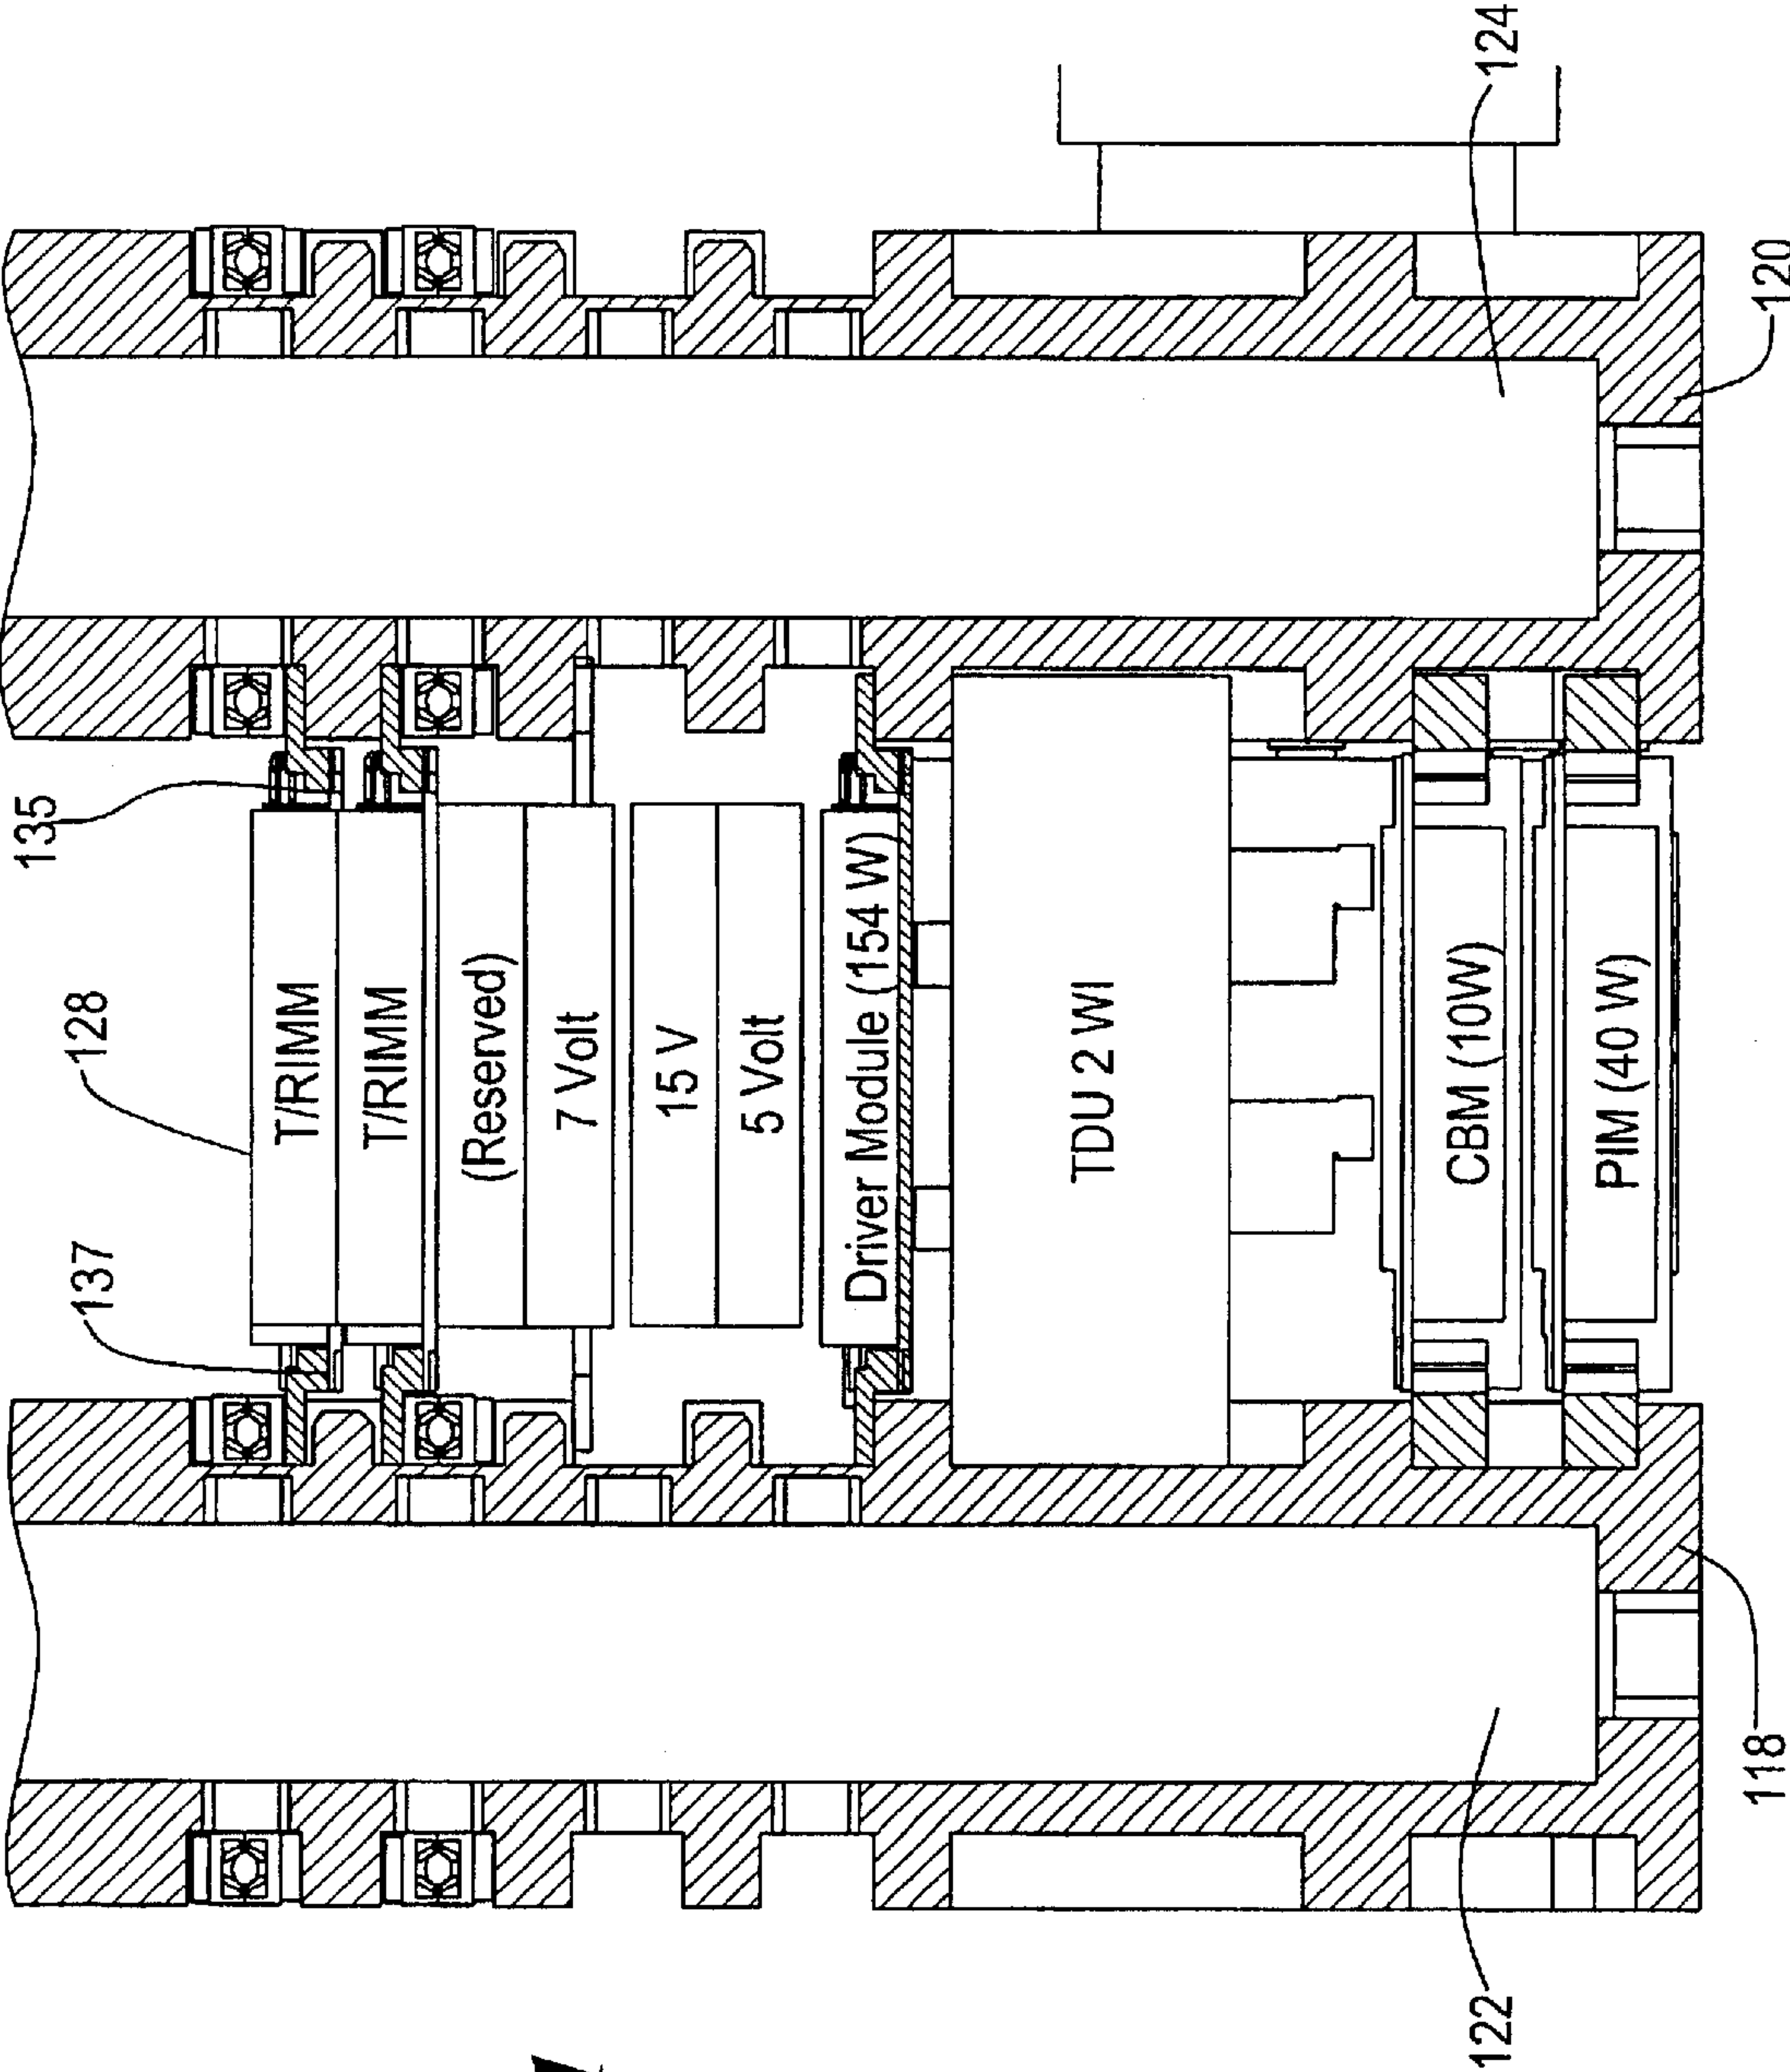 135
128
137
T/RIMM
T/RIMM
(Reserved)
7 Volt
15 V
5 Volt
Driver Module (154 W)
TDU 2 WI
CBM (10W)
PIM (40 W)
124
120
118
122